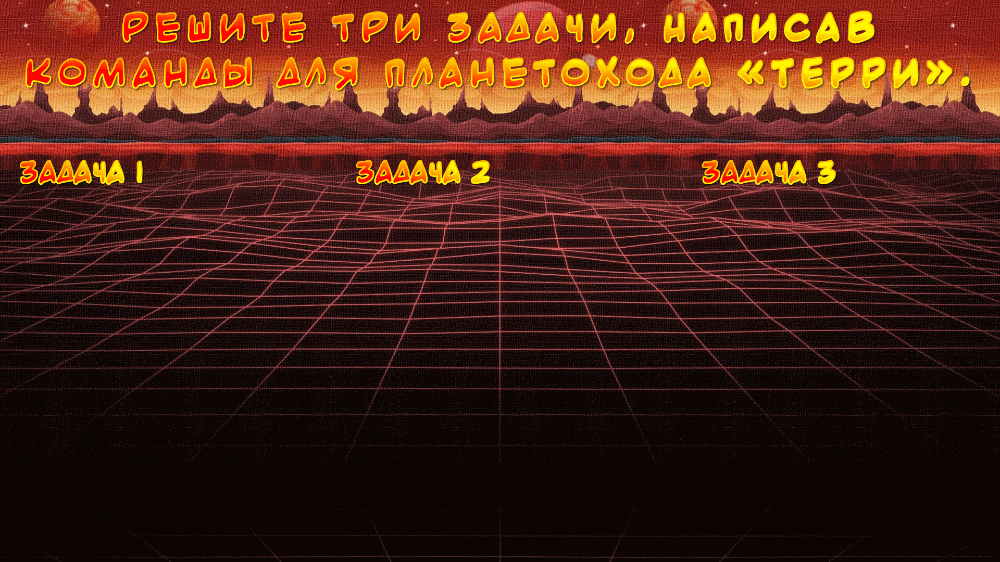 РЕШИТЕ ТРИ ЗАДАЧИ, НАПИСАВ
КОМАНДЫ ДЛЯ ПЛАНЕТОХОДА «ТЕРРИ».
ЗАДАЧА 1
ЗАДАЧА 2
ЗАДАЧА 3